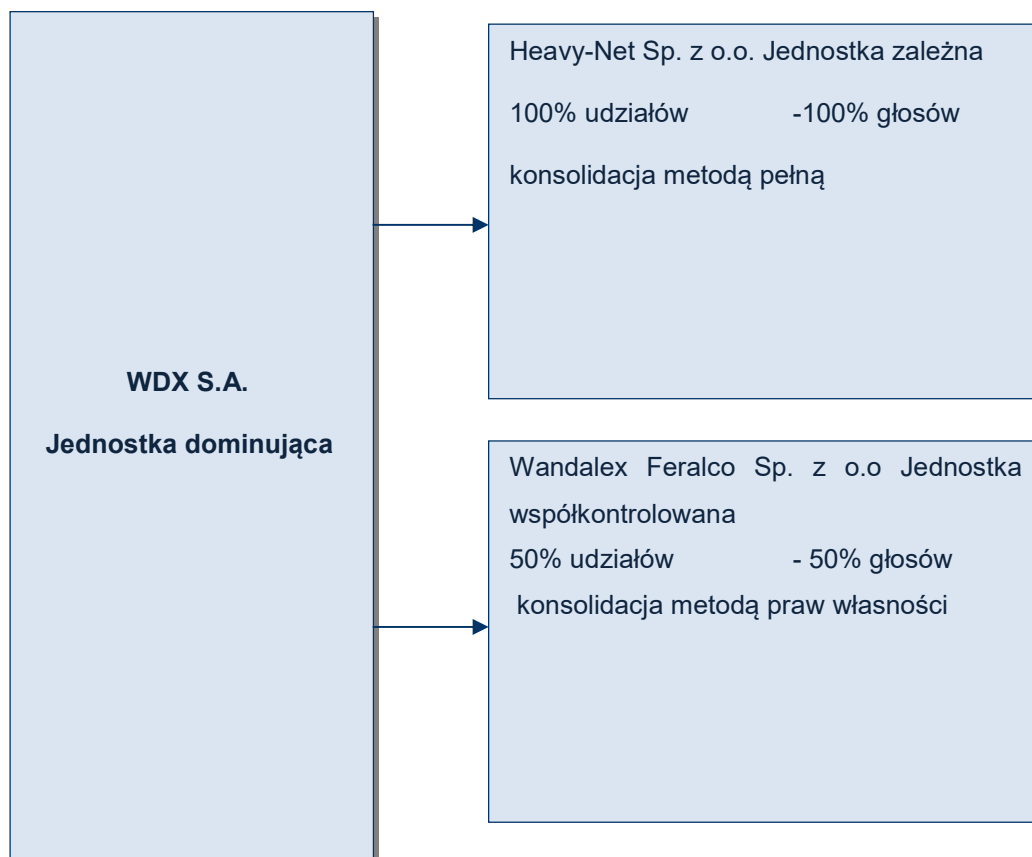 WDX S.A.
Jednostka dominująca
Heavy-Net Sp. z o.o. Jednostka zależna
100% udziałów -100% głosów
konsolidacja metodą pełną
Wandalex Feralco Sp. z o.o Jednostka
współkontrolowana
50% udziałów - 50% głosów
konsolidacja metodą praw własności